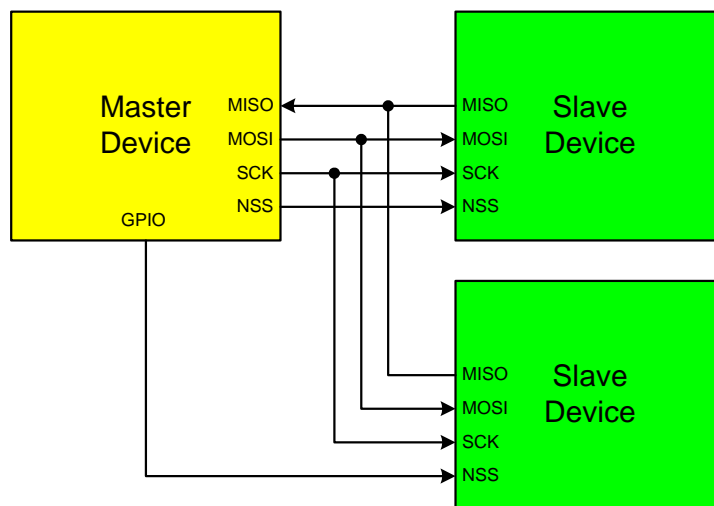 Master
Device
MISO
MOSI
SCK
NSS
GPIO
MISO
MOSI
SCK
NSS
Slave
Device
MISO
MOSI
SCK
NSS
Slave
Device